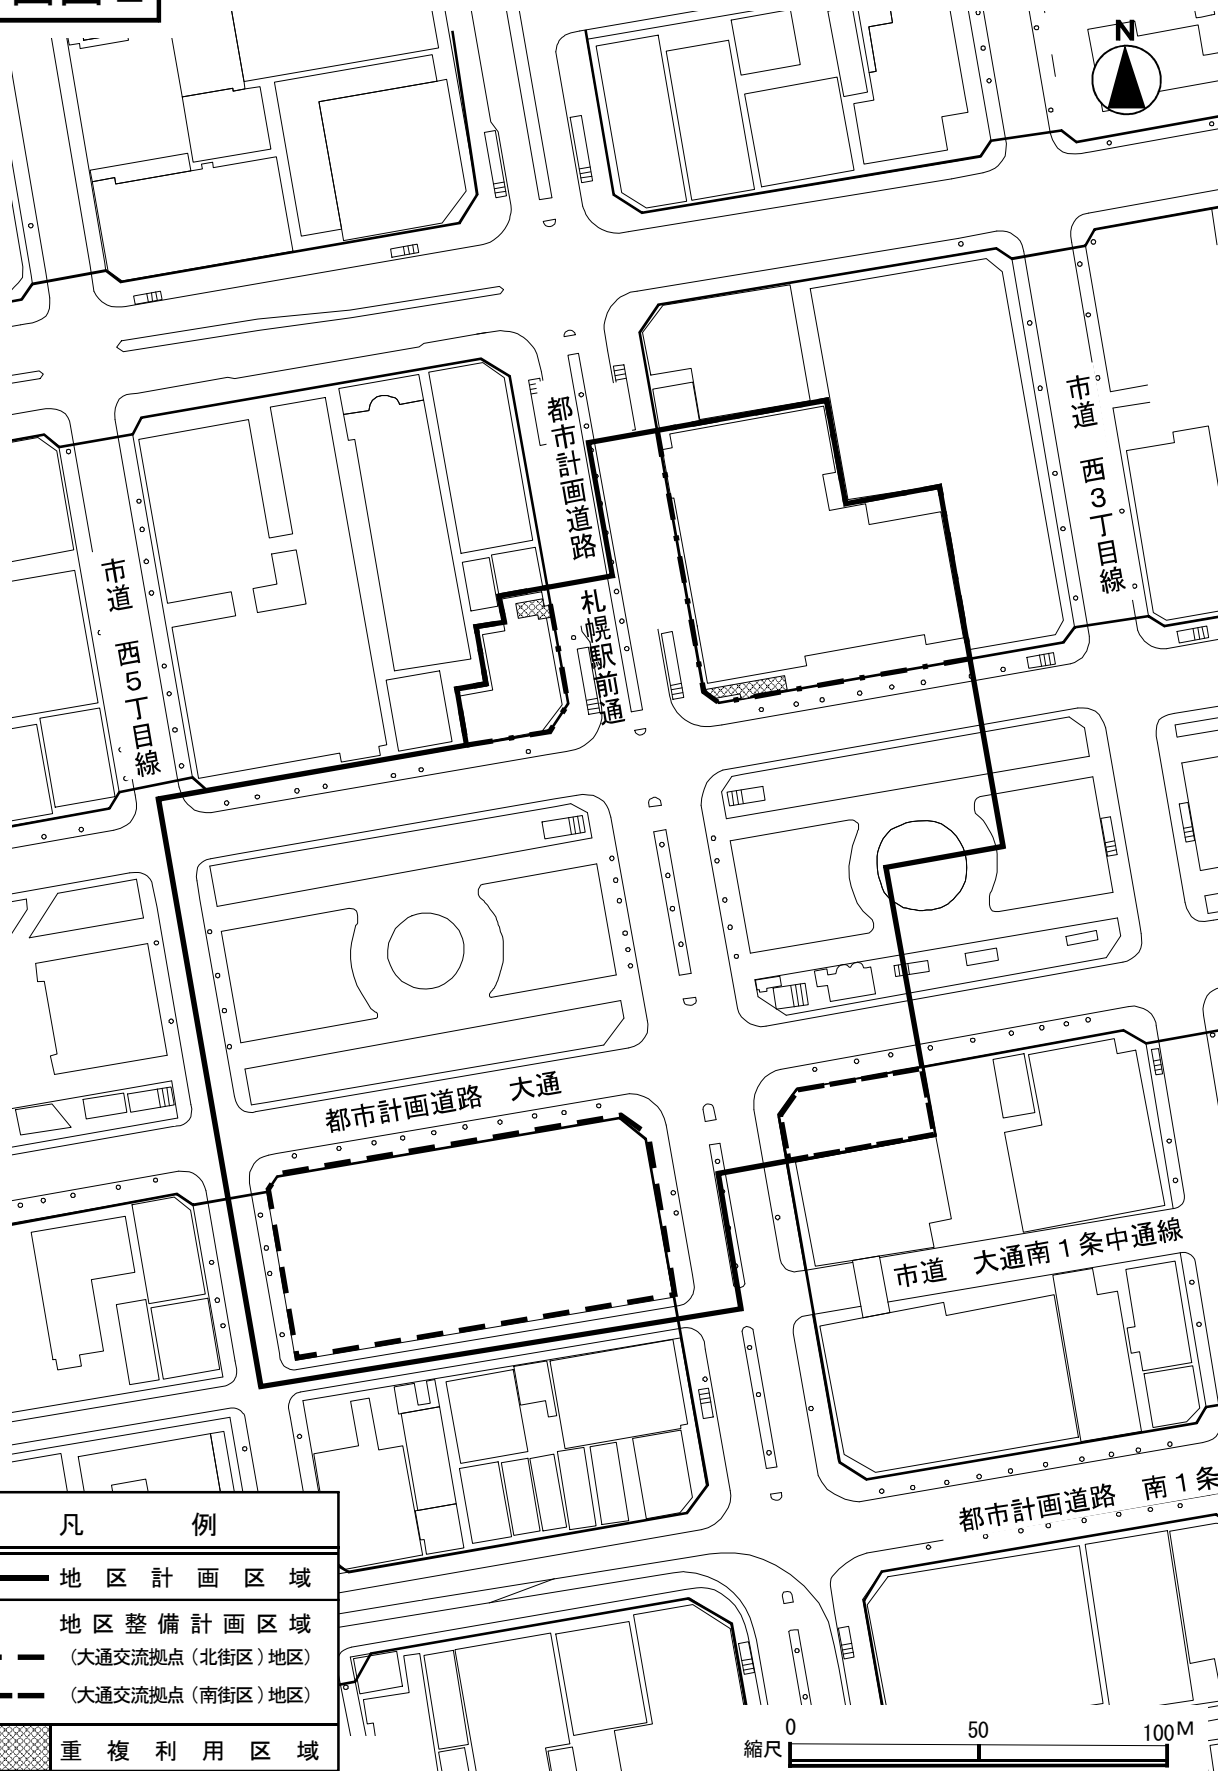 N
都市計画道路 札幌駅前通
市道 西3丁目線
市道 西5丁目線
都市計画道路 大通
市道 大通南1条中通線
都市計画道路 南1条
凡 例
地区計画区域
地区整備計画区域
(大通交流拠点(北街区)地区)
(大通交流拠点(南街区)地区)
重複利用区域
縮尺 0 50 100M